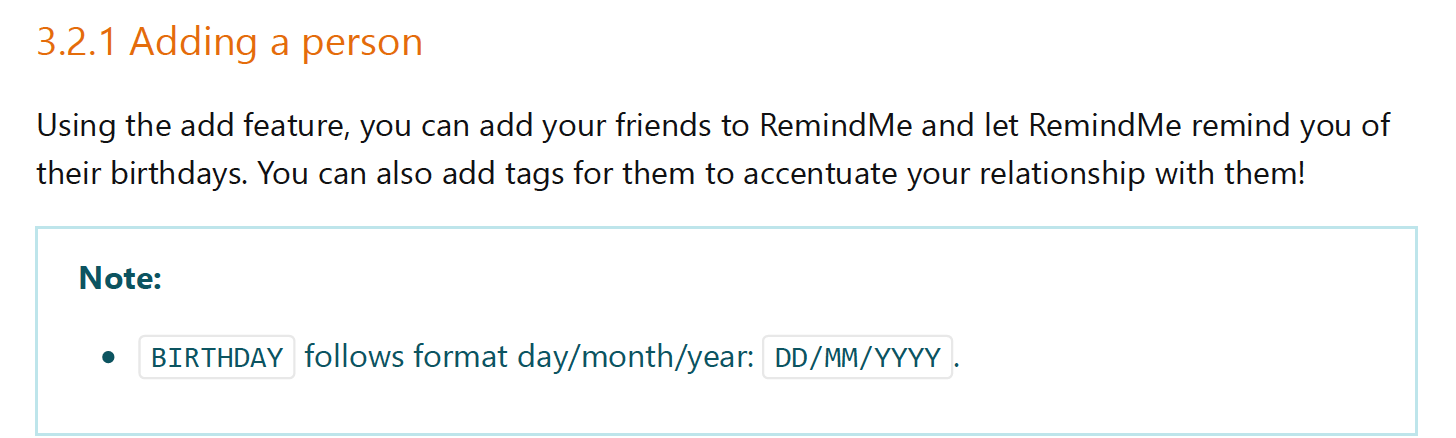 3.2.1 Adding a person
Using the add feature, you can add your friends to RemindMe and let RemindMe remind you of
their birthdays. You can also add tags for them to accentuate your relationship with them!
Note:
• BIRTHDAY follows format day/month/year: DD/MM/YYYY.